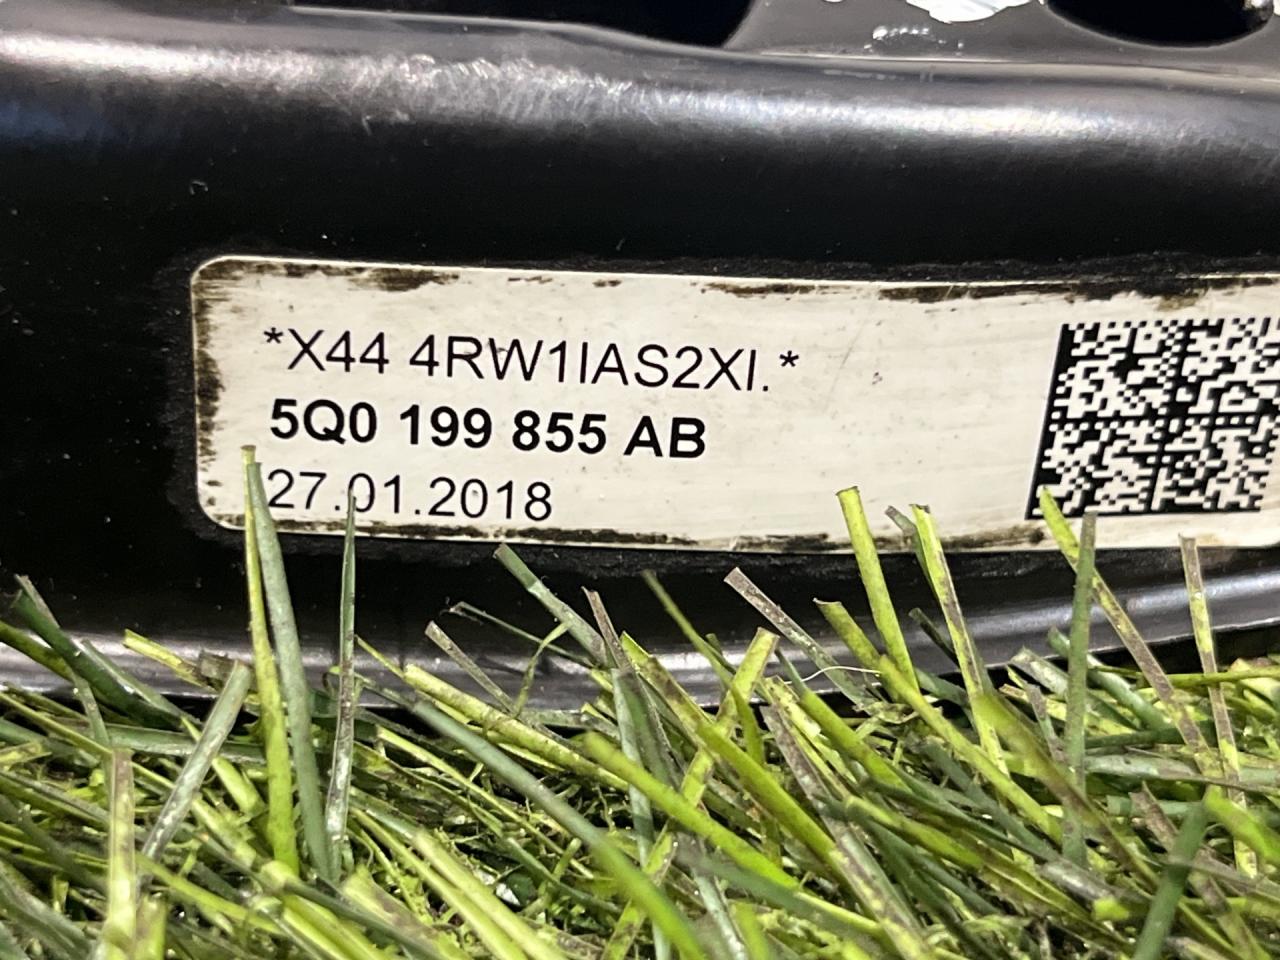 *X44 4RW1IAS2XI.*
5Q0 199 855 AB
27.01.2018